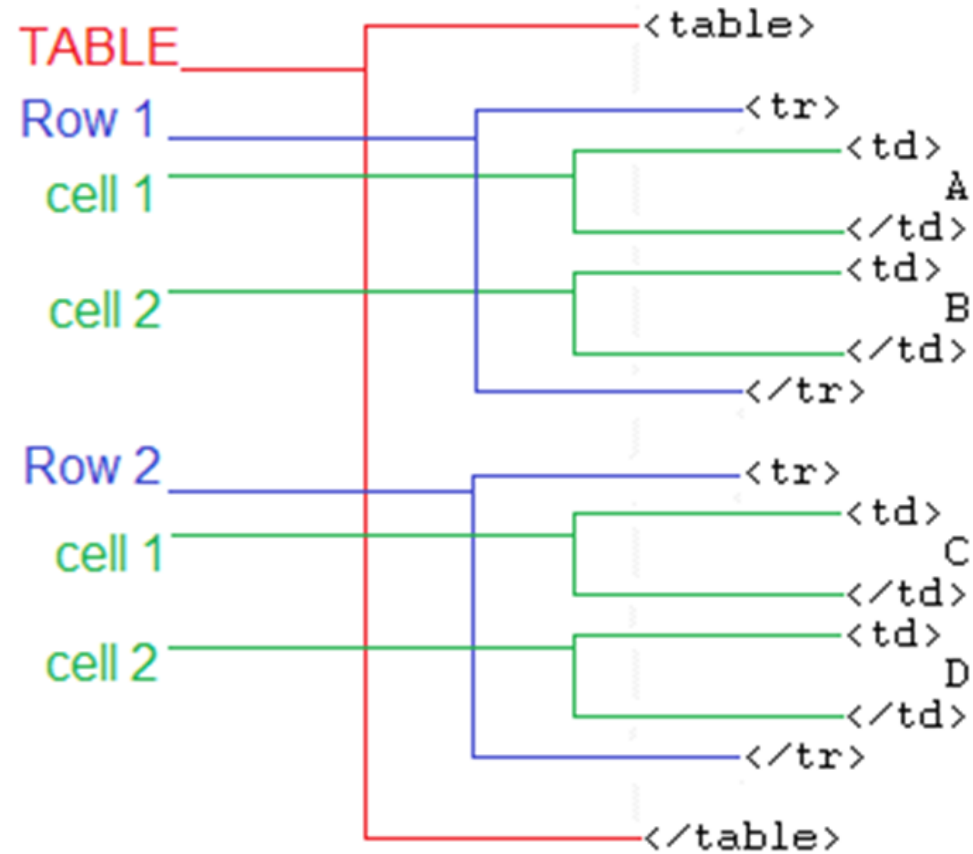 TABLE <table>
Row 1 <tr>
<td>
cell 1 A
</td>
<td>
cell 2 B
</td>
</tr>
Row 2 <tr>
<td>
cell 1 C
</td>
<td>
cell 2 D
</td>
</tr>
</table>